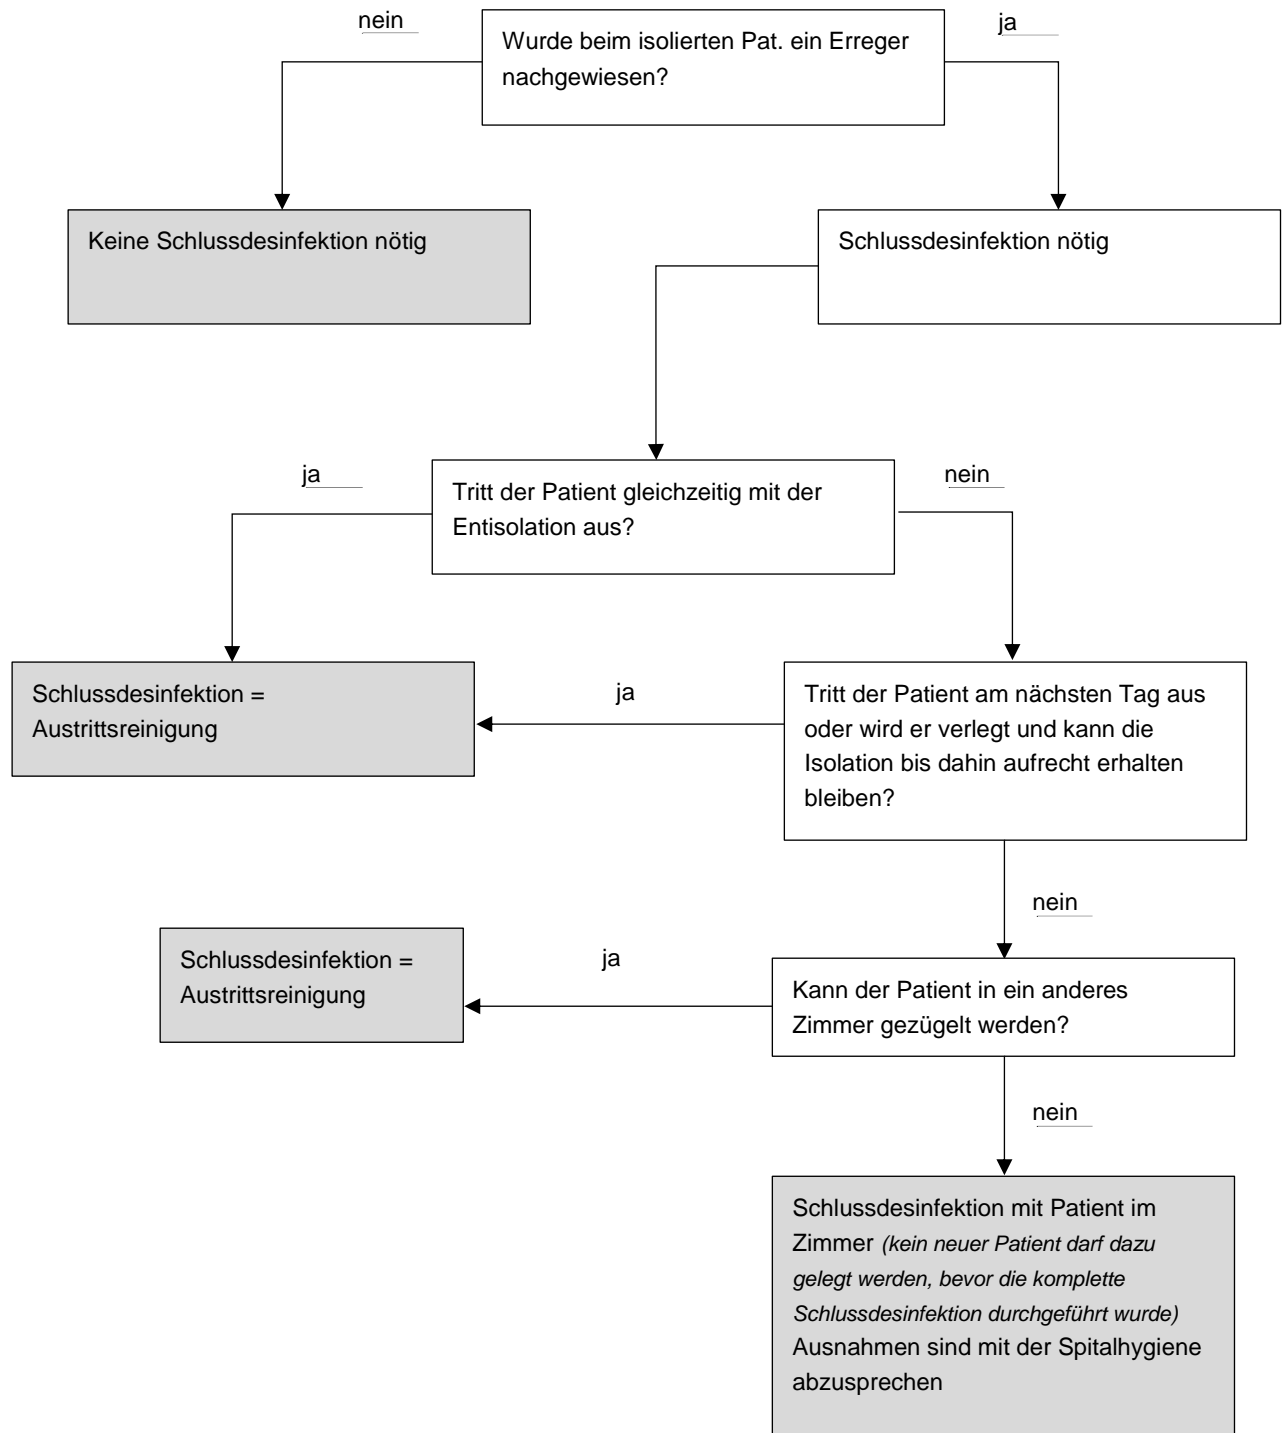 nein
ja
Wurde beim isolierten Pat. ein Erreger
nachgewiesen?
Keine Schlussdesinfektion nötig
Schlussdesinfektion nötig
ja
nein
Tritt der Patient gleichzeitig mit der
Entisolation aus?
Schlussdesinfektion =
Austrittsreinigung
ja
Tritt der Patient am nächsten Tag aus
oder wird er verlegt und kann die
Isolation bis dahin aufrecht erhalten
bleiben?
nein
Schlussdesinfektion =
Austrittsreinigung
ja
Kann der Patient in ein anderes
Zimmer gezügelt werden?
nein
Schlussdesinfektion mit Patient im
Zimmer (kein neuer Patient darf dazu
gelegt werden, bevor die komplette
Schlussdesinfektion durchgeführt wurde)
Ausnahmen sind mit der Spitalhygiene
abzusprechen